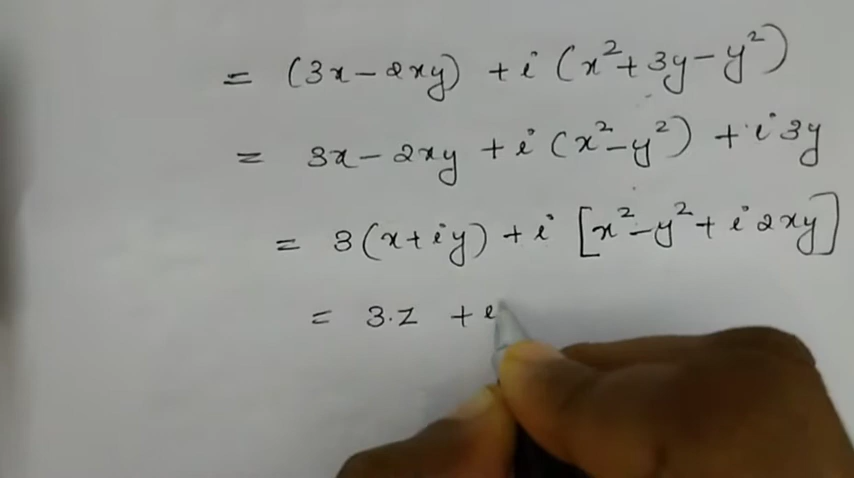 = (3x - 2xy) + i (x² + 3y - y²)
= 3x - 2xy + i (x² - y²) + i 3y
= 3(x + iy) + i [x² - y² + i 2xy]
= 3.z + i